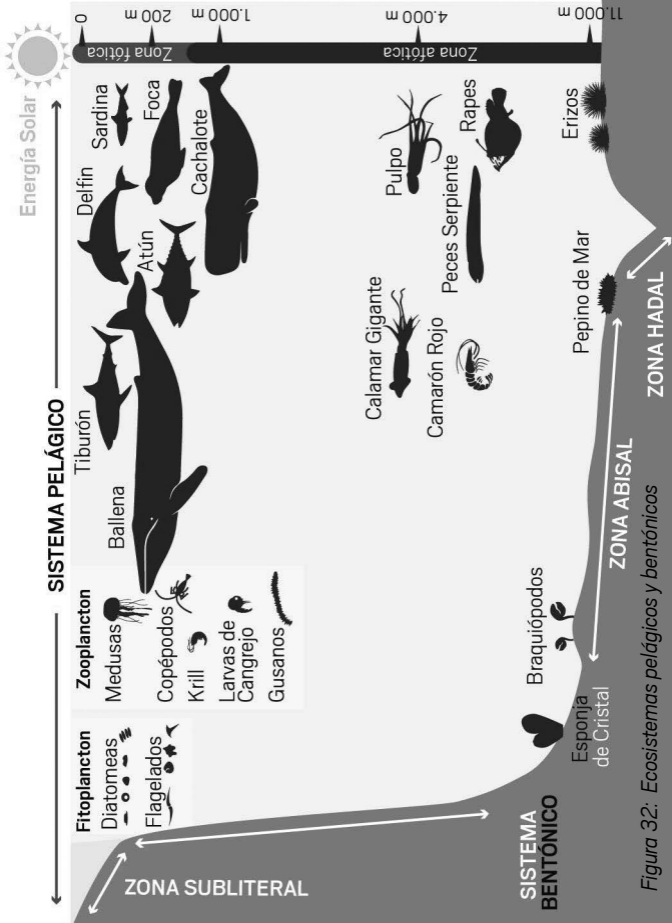 SISTEMA PELÁGICO
Energía Solar
Fitoplancton
Diatomeas
Flagelados
Zooplancton
Medusas
Copépodos
Krill
Larvas de
Cangrejo
Gusanos
Tiburón
Ballena
Delfin
Atún
Sardina
Foca
Cachalote
Calamar Gigante
Camarón Rojo
Pulpo
Peces Serpiente
Rapes
Erizos
Pepino de Mar
Braquiópodos
Esponja
de Cristal
0
200 m
1.000 m
4.000 m
11.000 m
Zona fótica
Zona afótica
ZONA SUBLITERAL
SISTEMA
BENTÓNICO
ZONA ABISAL
ZONA HADAL
Figura 32: Ecosistemas pelágicos y bentónicos